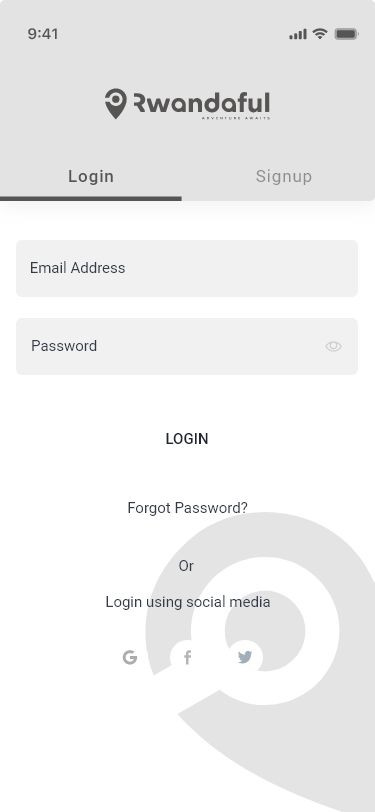 9:41
Rwandaful
ADVENTURE AWAITS
Login Signup
Email Address
Password
LOGIN
Forgot Password?
Or
Login using social media